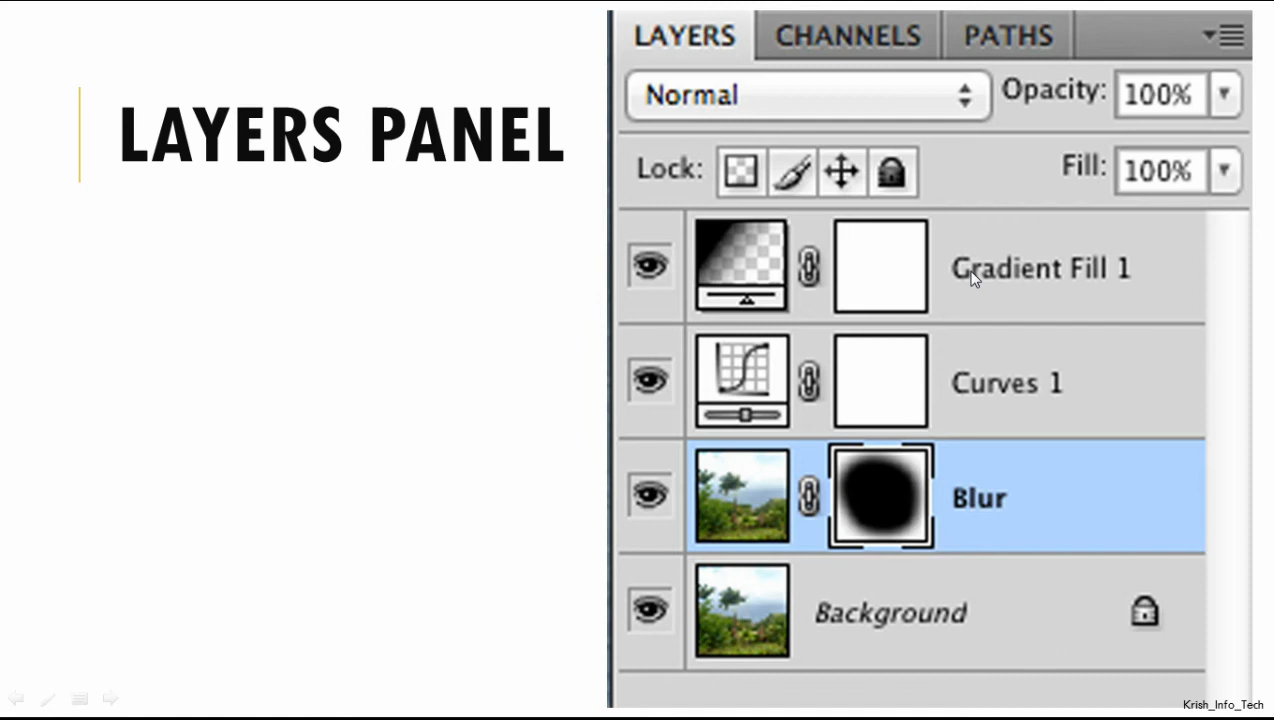 LAYERS PANEL
LAYERS CHANNELS PATHS
Normal Opacity: 100%
Lock: Fill: 100%
Gradient Fill 1
Curves 1
Blur
Background
Krish_Info_Tech